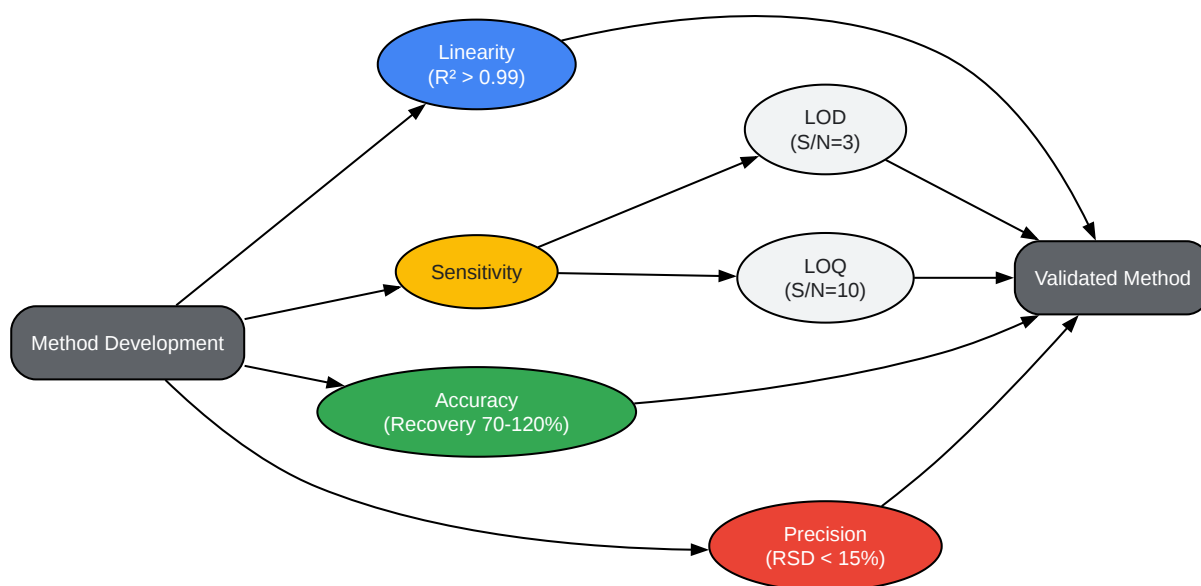 Linearity
(R² > 0.99)
LOD
(S/N=3)
Sensitivity
LOQ
(S/N=10)
Validated Method
Method Development
Accuracy
(Recovery 70-120%)
Precision
(RSD < 15%)